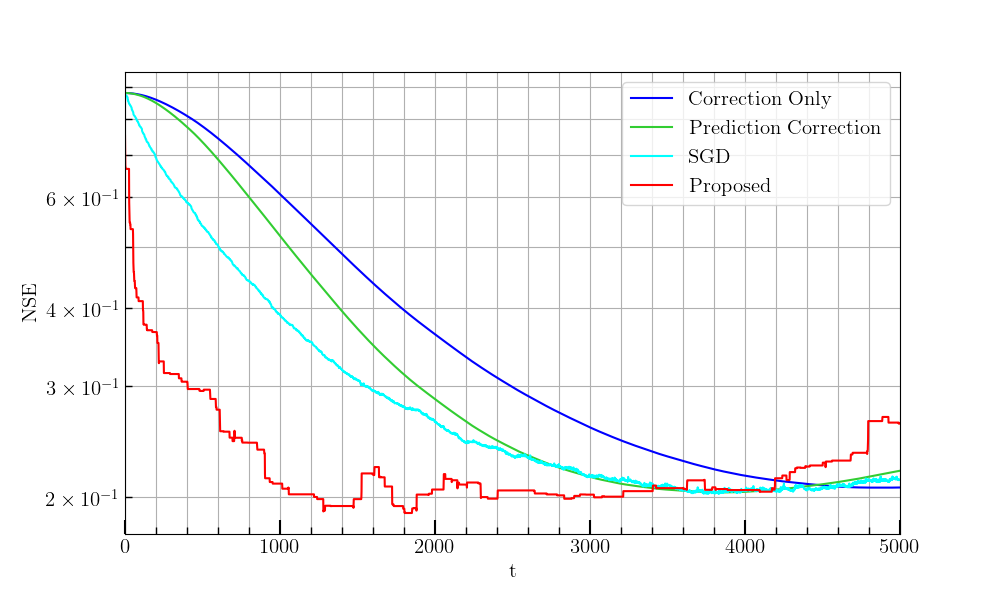 Correction Only
Prediction Correction
SGD
Proposed
6 × 10⁻¹
4 × 10⁻¹
3 × 10⁻¹
2 × 10⁻¹
NSE
0 1000 2000 3000 4000 5000
t